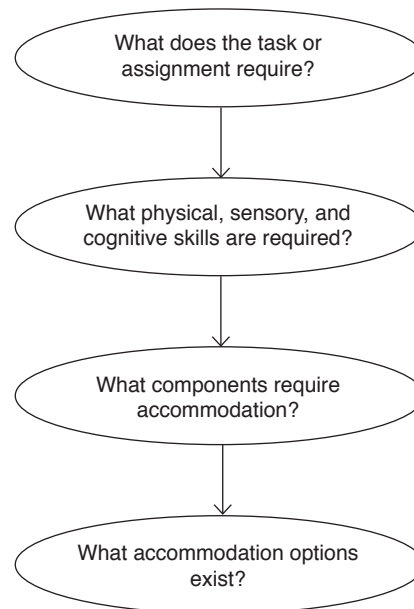 What does the task or
assignment require?
What physical, sensory, and
cognitive skills are required?
What components require
accommodation?
What accommodation options
exist?